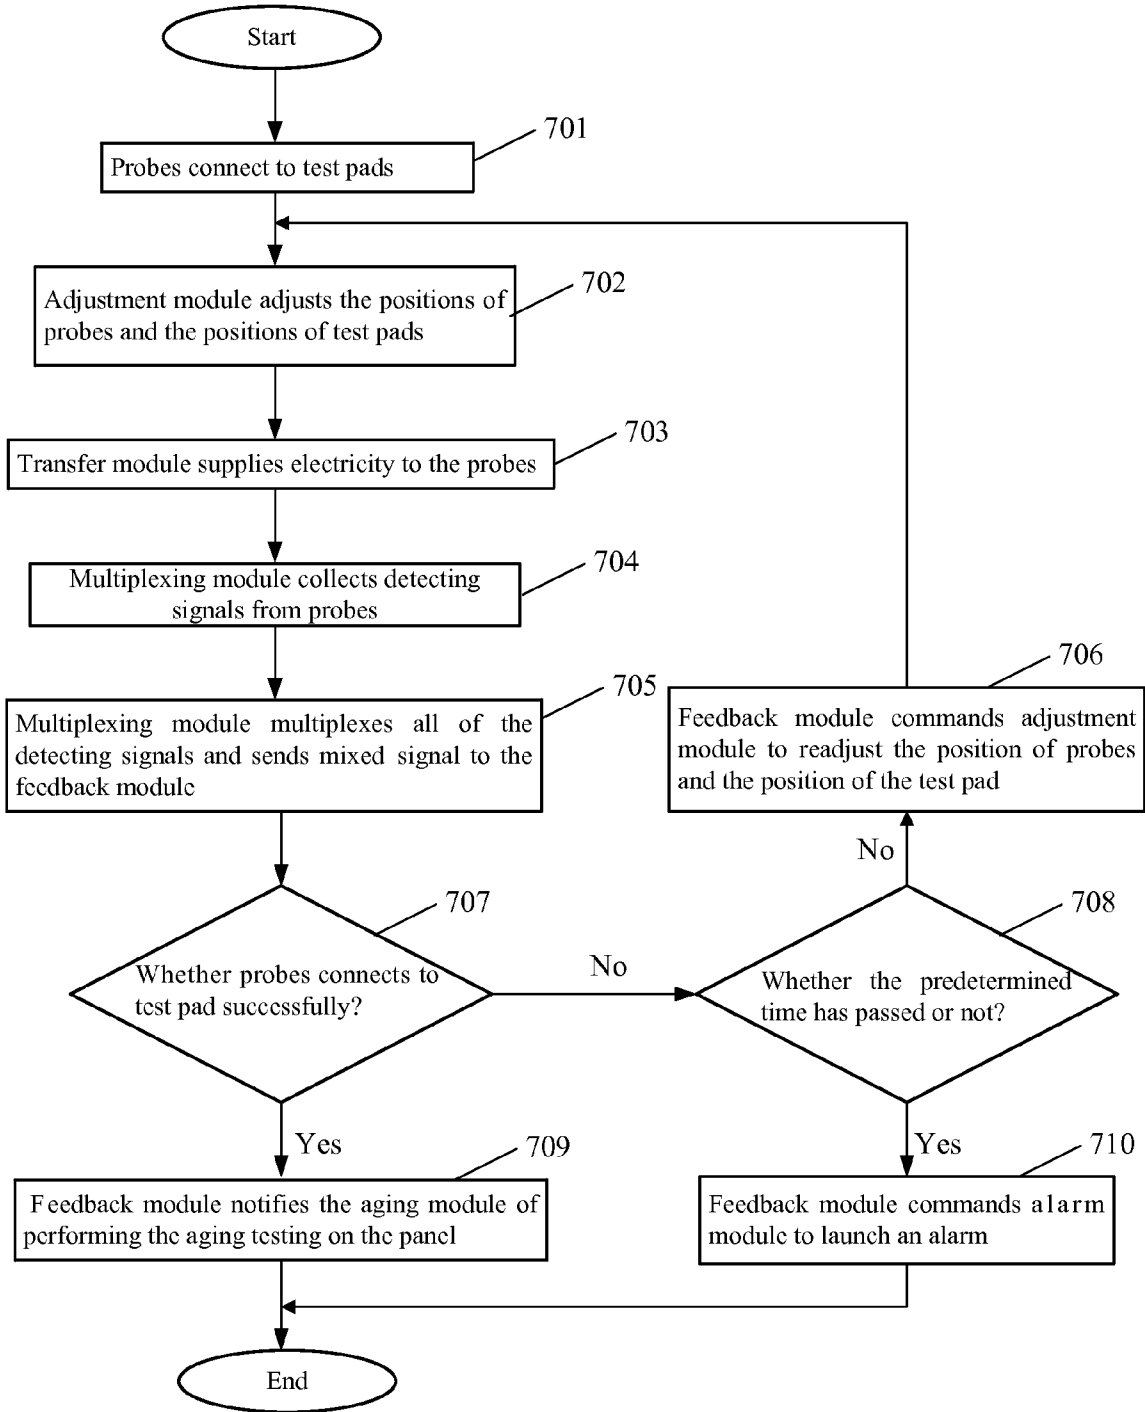 Start
701
Probes connect to test pads
702
Adjustment module adjusts the positions of
probes and the positions of test pads
703
Transfer module supplies electricity to the probes
704
Multiplexing module collects detecting
signals from probes
705
Multiplexing module multiplexes all of the
detecting signals and sends mixed signal to the
feedback module
706
Feedback module commands adjustment
module to readjust the position of probes
and the position of the test pad
No
707
Whether probes connects to
test pad successfully?
No
708
Whether the predetermined
time has passed or not?
Yes
709
Feedback module notifies the aging module of
performing the aging testing on the panel
Yes
710
Feedback module commands alarm
module to launch an alarm
End